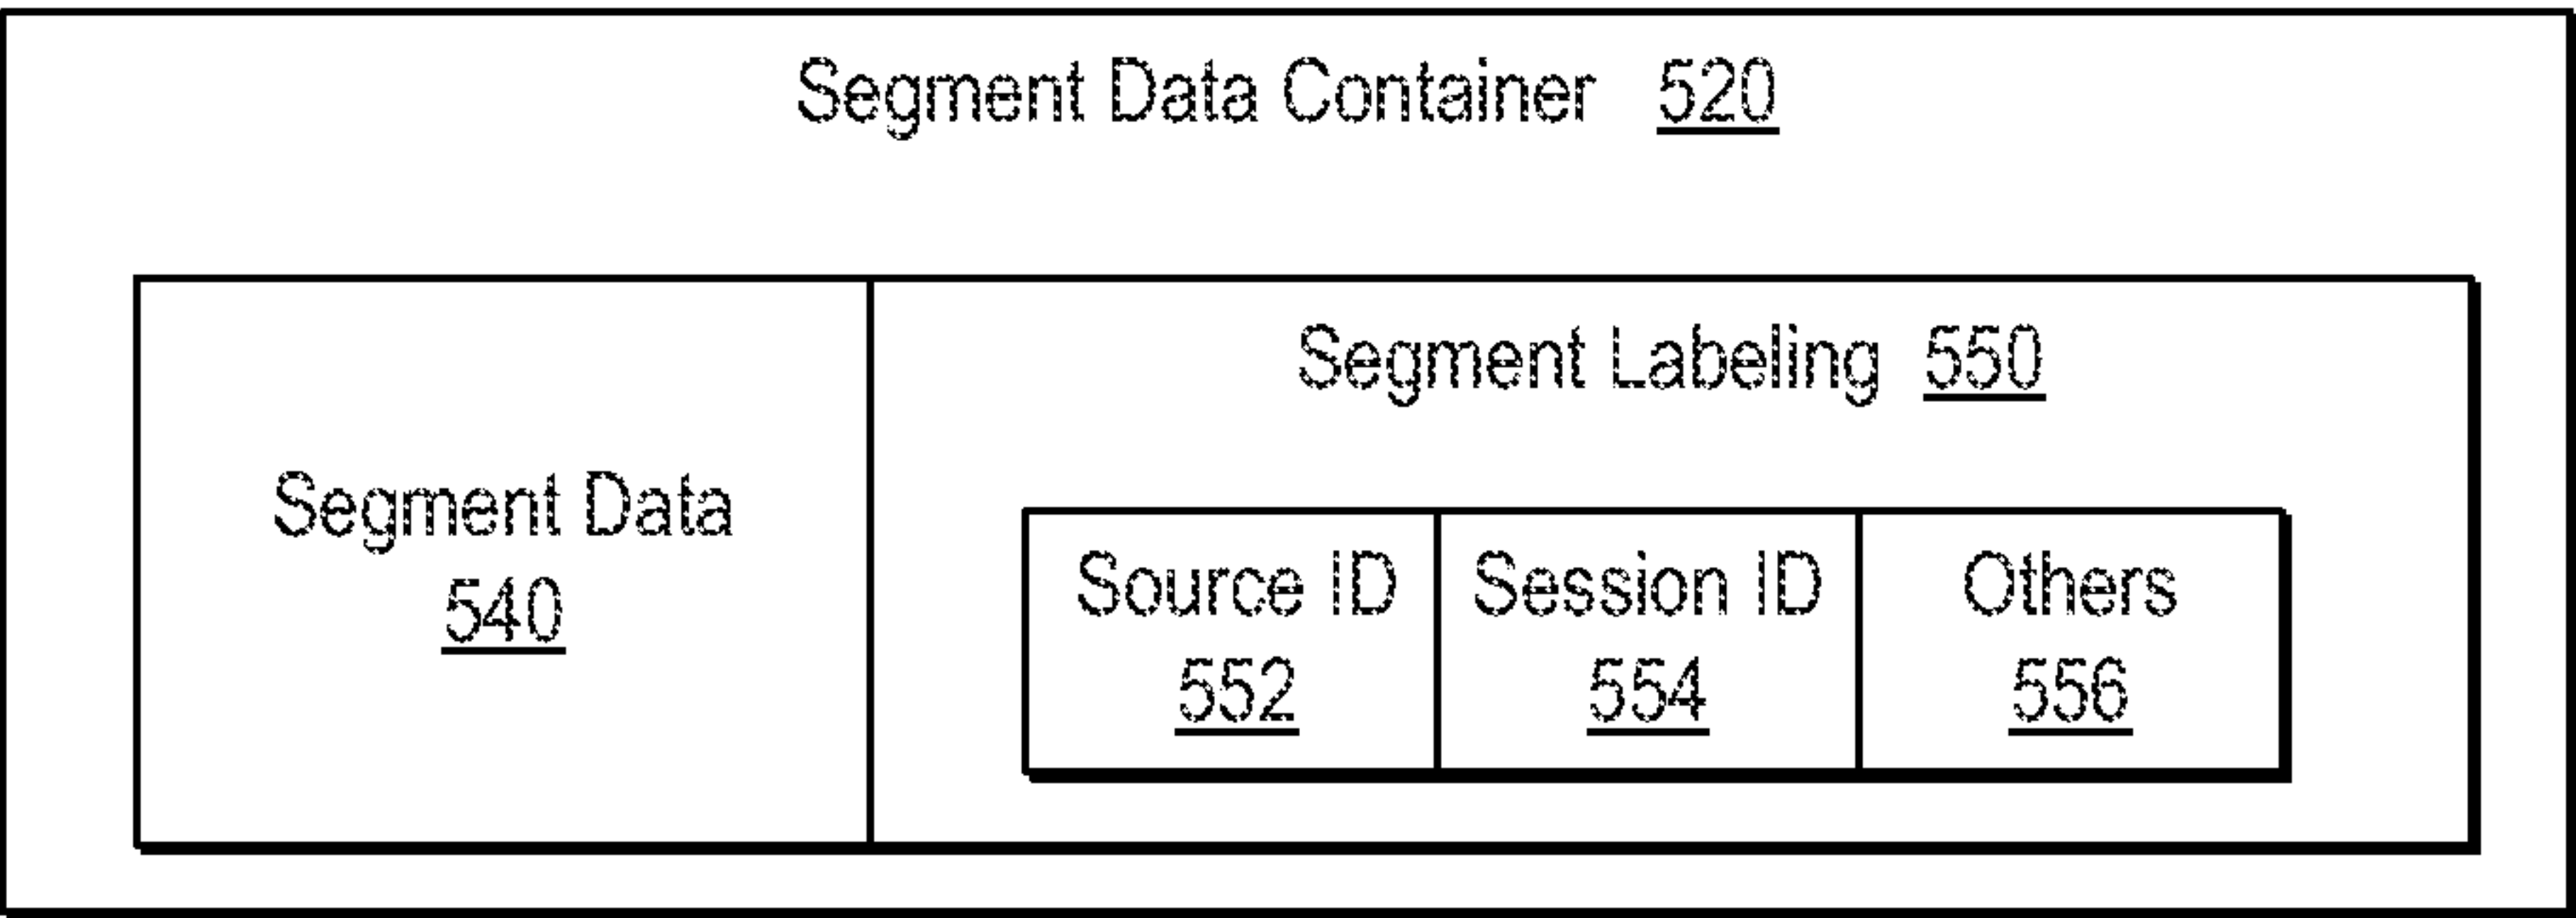 Segment Data Container 520
Segment Labeling 550
Segment Data
540
Source ID
552
Session ID
554
Others
556